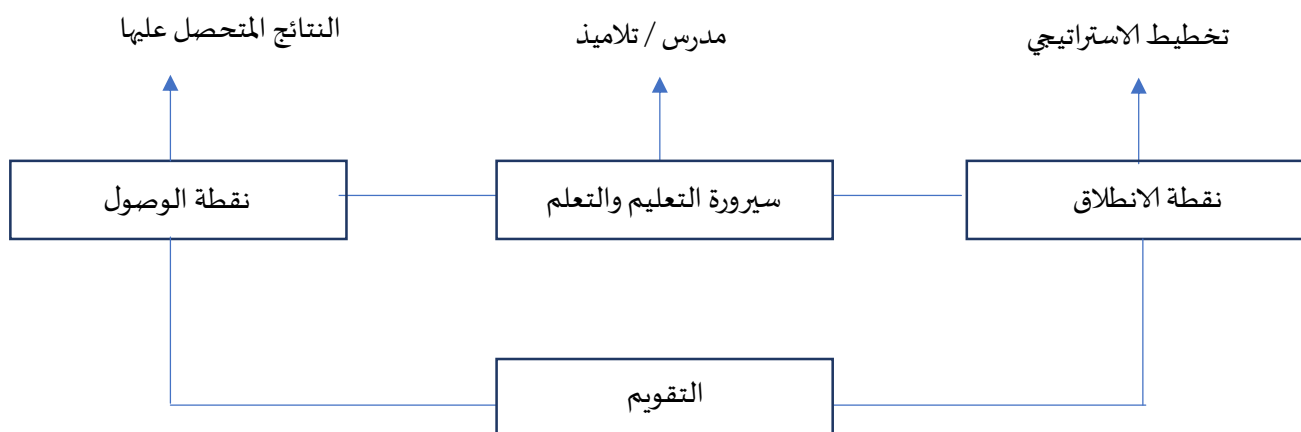 تخطيط الاستراتيجي
مدرس / تلاميذ
النتائج المتحصل عليها
نقطة الانطلاق
سيرورة التعليم والتعلم
نقطة الوصول
التقويم